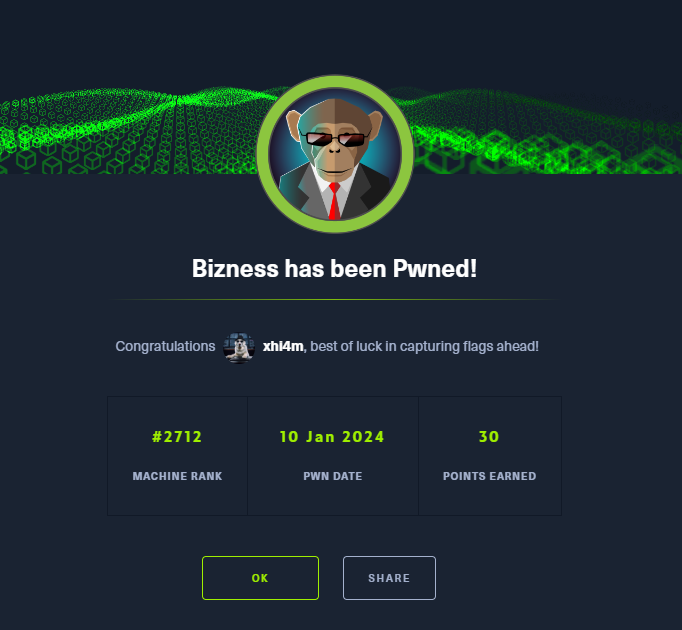 Bizness has been Pwned!
Congratulations xhl4m, best of luck in capturing flags ahead!
#2712 10 Jan 2024 30
MACHINE RANK PWN DATE POINTS EARNED
OK SHARE